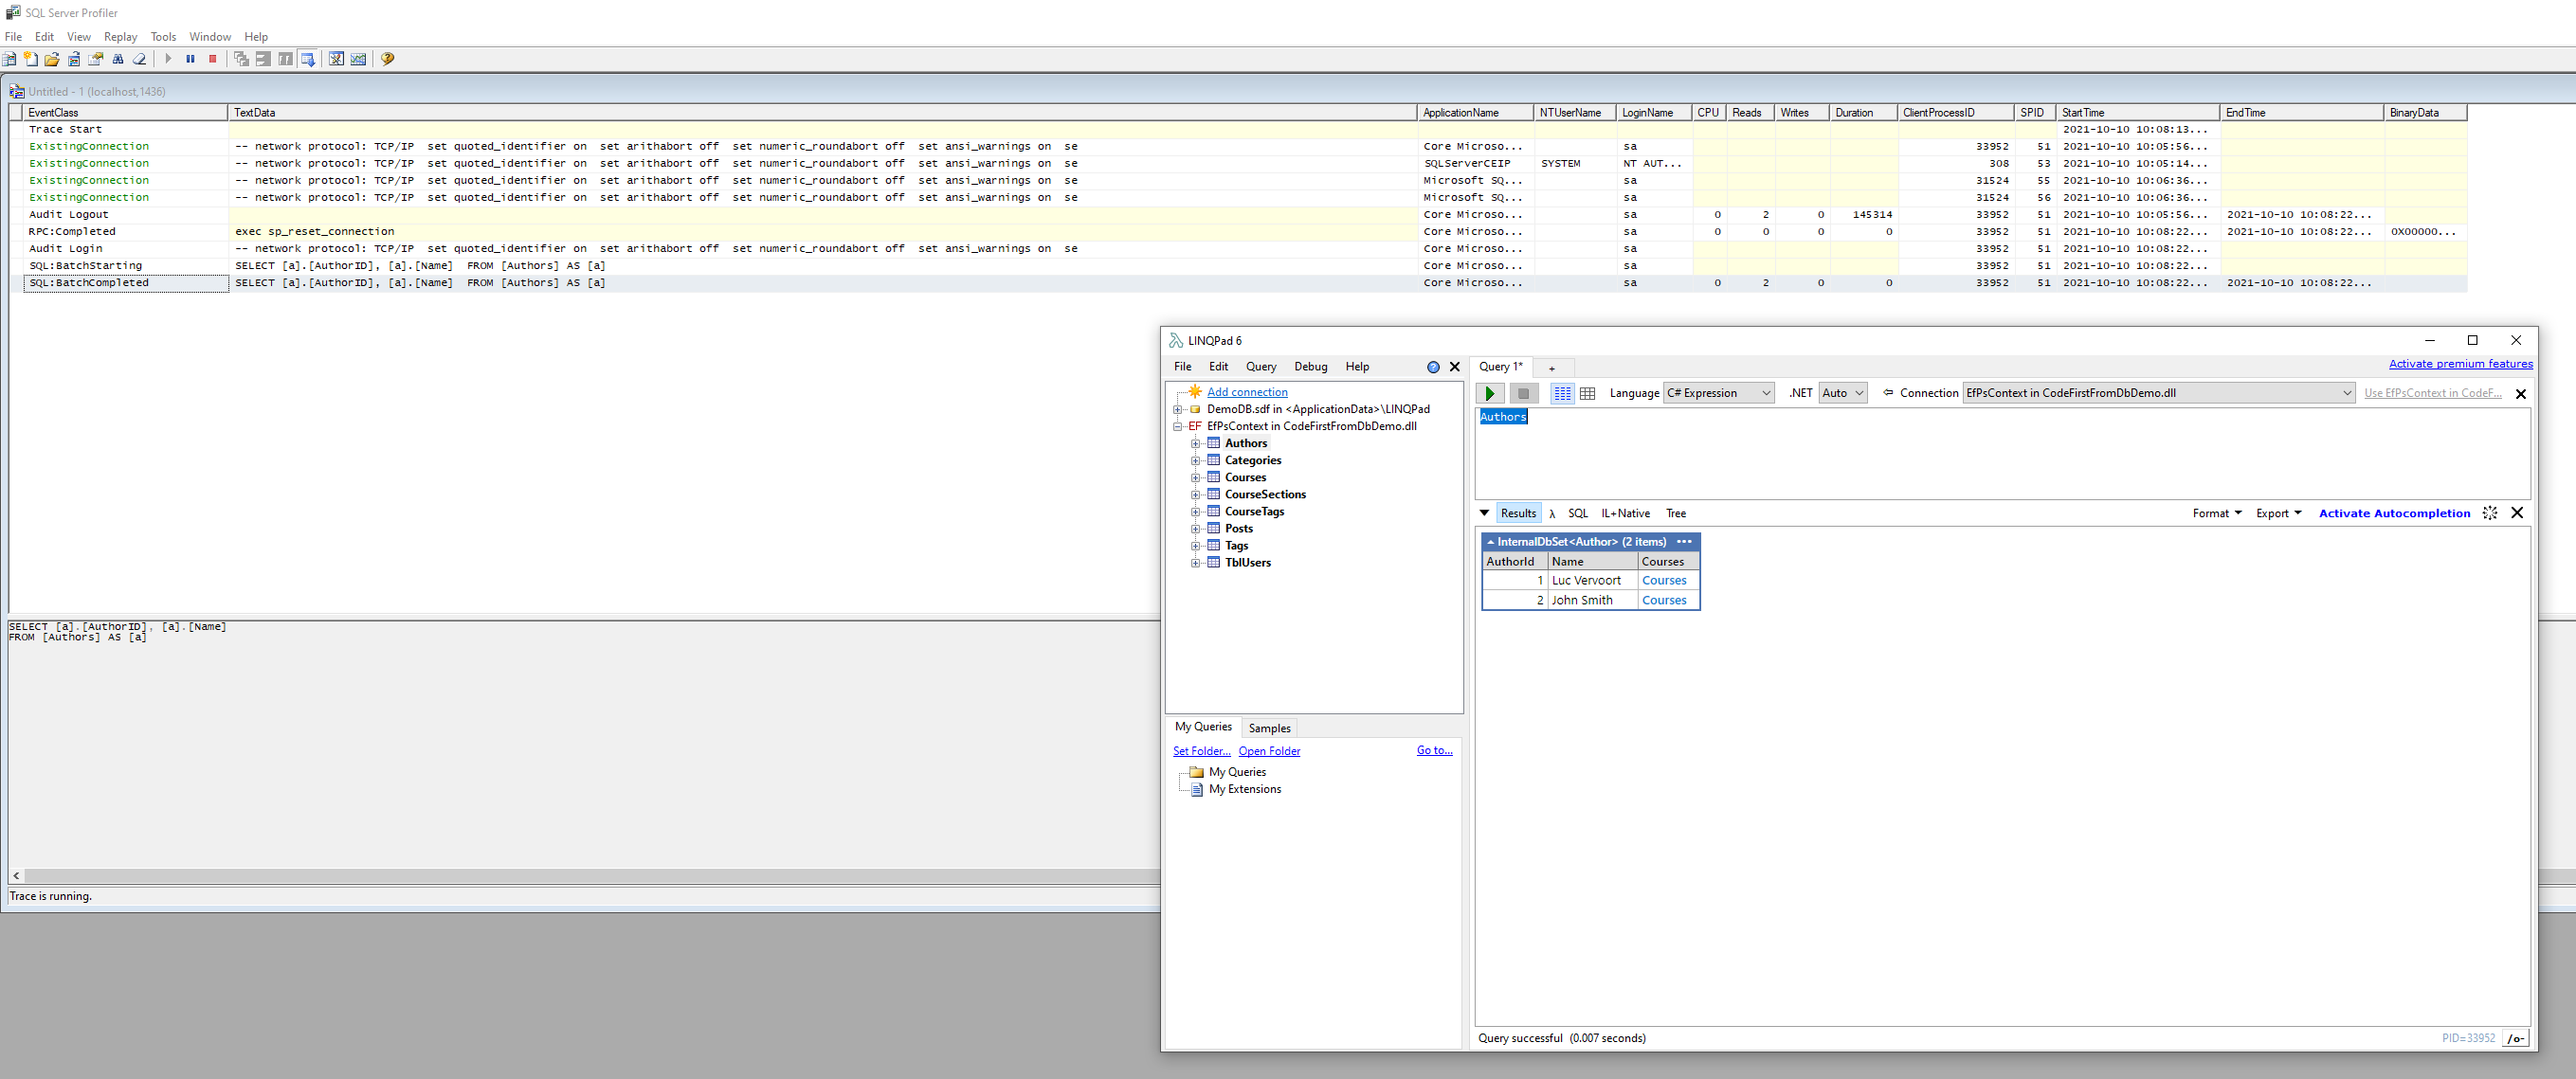 SQL Server Profiler
File Edit View Replay Tools Window Help
Untitled - 1 (localhost,1436)
EventClass TextData ApplicationName NTUserName LoginName CPU Reads Writes Duration ClientProcessID SPID StartTime EndTime BinaryData
Trace Start 2021-10-10 10:08:13...
ExistingConnection -- network protocol: TCP/IP set quoted_identifier on set arithabort off set numeric_roundabort off set ansi_warnings on se Core Microso... sa 33952 51 2021-10-10 10:05:56...
ExistingConnection -- network protocol: TCP/IP set quoted_identifier on set arithabort off set numeric_roundabort off set ansi_warnings on se SQLServerCEIP SYSTEM NT AUT... 308 53 2021-10-10 10:05:14...
ExistingConnection -- network protocol: TCP/IP set quoted_identifier on set arithabort off set numeric_roundabort off set ansi_warnings on se Microsoft SQ... sa 31524 55 2021-10-10 10:06:36...
ExistingConnection -- network protocol: TCP/IP set quoted_identifier on set arithabort off set numeric_roundabort off set ansi_warnings on se Microsoft SQ... sa 31524 56 2021-10-10 10:06:36...
Audit Logout Core Microso... sa 0 2 0 145314 33952 51 2021-10-10 10:05:56... 2021-10-10 10:08:22...
RPC:Completed exec sp_reset_connection Core Microso... sa 0 0 0 0 33952 51 2021-10-10 10:08:22... 2021-10-10 10:08:22... 0X00000...
Audit Login -- network protocol: TCP/IP set quoted_identifier on set arithabort off set numeric_roundabort off set ansi_warnings on se Core Microso... sa 33952 51 2021-10-10 10:08:22...
SQL:BatchStarting SELECT [a].[AuthorID], [a].[Name] FROM [Authors] AS [a] Core Microso... sa 33952 51 2021-10-10 10:08:22...
SQL:BatchCompleted SELECT [a].[AuthorID], [a].[Name] FROM [Authors] AS [a] Core Microso... sa 0 2 0 0 33952 51 2021-10-10 10:08:22... 2021-10-10 10:08:22...
SELECT [a].[AuthorID], [a].[Name]
FROM [Authors] AS [a]
Trace is running.
LINQPad 6
File Edit Query Debug Help
Add connection
DemoDB.sdf in <ApplicationData>\LINQPad
EF EfPsContext in CodeFirstFromDbDemo.dll
Authors
Categories
Courses
CourseSections
CourseTags
Posts
Tags
TblUsers
My Queries Samples
Set Folder... Open Folder Go to...
My Queries
My Extensions
Query 1* +
Activate premium features
Language C# Expression .NET Auto Connection EfPsContext in CodeFirstFromDbDemo.dll Use EfPsContext in CodeF...
Authors
Results λ SQL IL+Native Tree Format Export Activate Autocompletion
InternalDbSet<Author> (2 items) •••
AuthorId Name Courses
1 Luc Vervoort Courses
2 John Smith Courses
Query successful (0.007 seconds) PID=33952 /o-